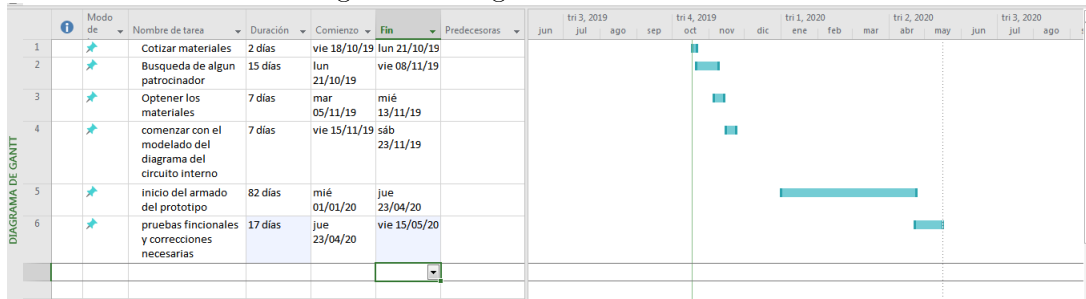 Modo de
Nombre de tarea
Duración
Comienzo
Fin
Predecesoras
tri 3, 2019
tri 4, 2019
tri 1, 2020
tri 2, 2020
tri 3, 2020
jun jul ago sep oct nov dic ene feb mar abr may jun jul ago
DIAGRAMA DE GANTT
1 Cotizar materiales 2 días vie 18/10/19 lun 21/10/19
2 Busqueda de algun 15 días lun vie 08/11/19
patrocinador 21/10/19
3 Optener los 7 días mar mié
materiales 05/11/19 13/11/19
4 comenzar con el 7 días vie 15/11/19 sáb
modelado del 23/11/19
diagrama del
circuito interno
5 inicio del armado 82 días mié jue
del prototipo 01/01/20 23/04/20
6 pruebas fincionales 17 días jue vie 15/05/20
y correcciones 23/04/20
necesarias